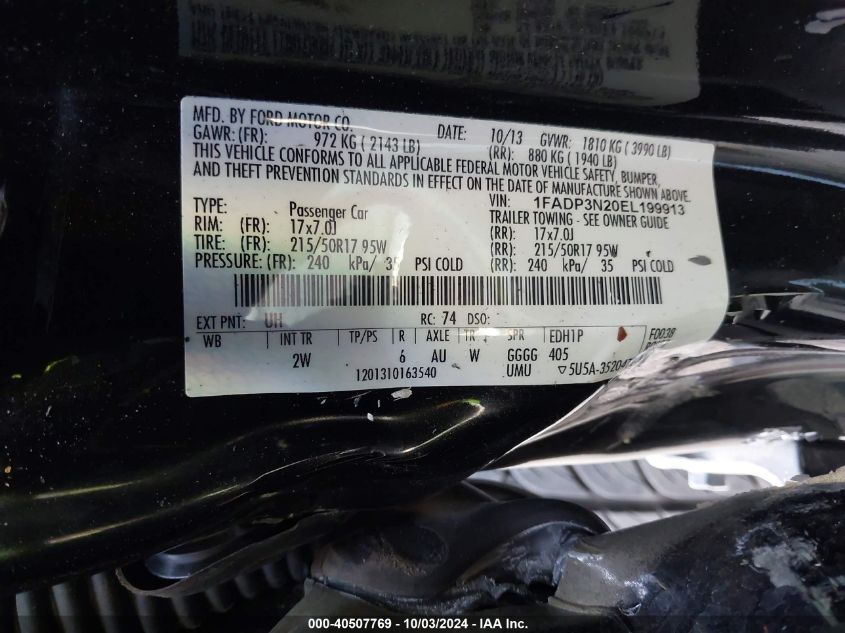 MFD. BY FORD MOTOR CO.
DATE: 10/13 GVWR: 1810 KG ( 3990 LB)
GAWR: (FR): 972 KG ( 2143 LB) (RR): 880 KG ( 1940 LB)
THIS VEHICLE CONFORMS TO ALL APPLICABLE FEDERAL MOTOR VEHICLE SAFETY, BUMPER,
AND THEFT PREVENTION STANDARDS IN EFFECT ON THE DATE OF MANUFACTURE SHOWN ABOVE.
VIN: 1FADP3N20EL199913
TYPE: Passenger Car TRAILER TOWING - SEE OWNER GUIDE
RIM: (FR) 17x7.0J (RR): 17x7.0J
TIRE: (FR) 215/50R17 95W (RR): 215/50R17 95W
PRESSURE: (FR): 240 kPa/ 35 PSI COLD (RR): 240 kPa/ 35 PSI COLD
EXT PNT: UH RC: 74 DSO:
WB INT TR TP/PS R AXLE TR SPR EDH1P F0038
2W 6 AU W GGGG 405
1201310163540 UMU ▽5U5A-35204
000-40507769 - 10/03/2024 - IAAI.com.